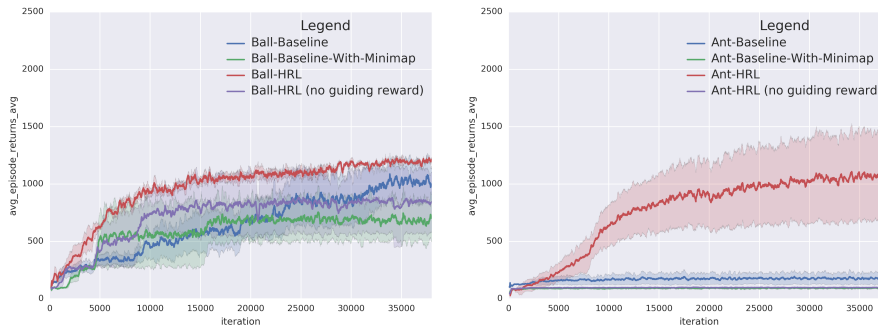 2500
2000
1500
1000
500
0
avg_episode_returns_avg
Legend
Ball-Baseline
Ball-Baseline-With-Minimap
Ball-HRL
Ball-HRL (no guiding reward)
0 5000 10000 15000 20000 25000 30000 35000
iteration
2500
2000
1500
1000
500
0
avg_episode_returns_avg
Legend
Ant-Baseline
Ant-Baseline-With-Minimap
Ant-HRL
Ant-HRL (no guiding reward
0 5000 10000 15000 20000 25000 30000 35000
iteration